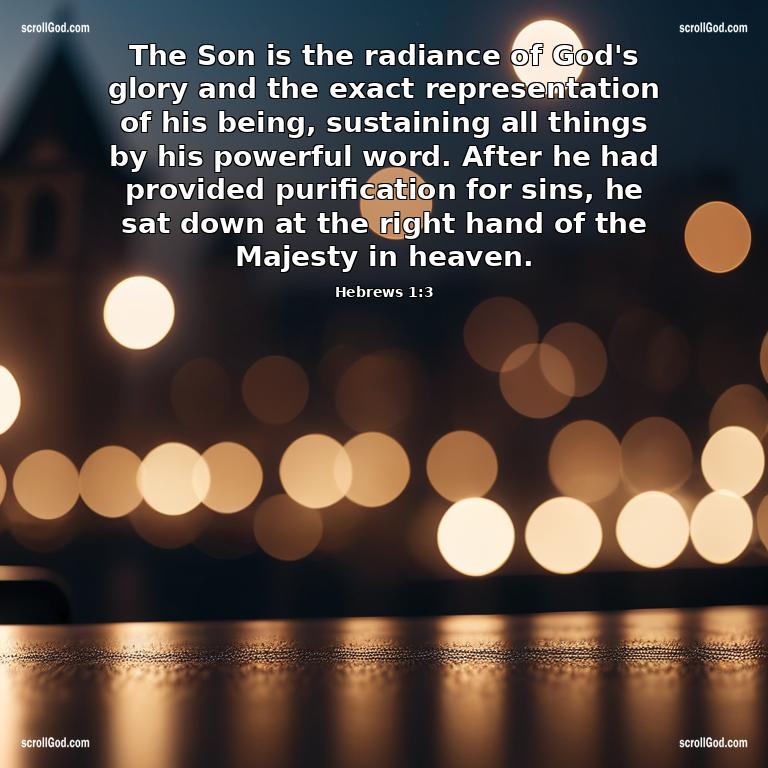 scrollGod.com
scrollGod.com
The Son is the radiance of God's
glory and the exact representation
of his being, sustaining all things
by his powerful word. After he had
provided purification for sins, he
sat down at the right hand of the
Majesty in heaven.
Hebrews 1:3
scrollGod.com
scrollGod.com